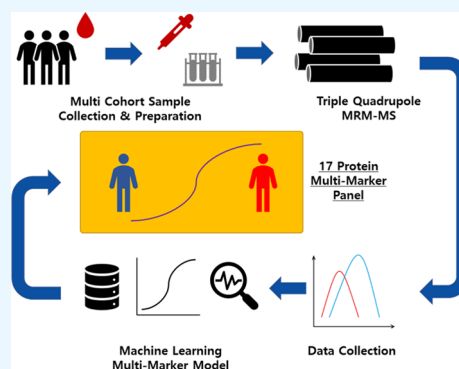 Multi Cohort Sample
Collection & Preparation
Triple Quadrupole
MRM-MS
17 Protein
Multi-Marker
Panel
Machine Learning
Multi-Marker Model
Data Collection